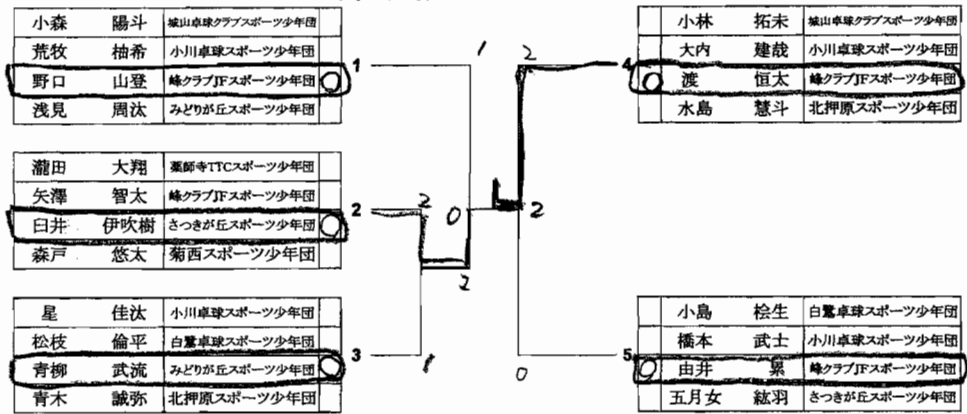 小森 陽斗 城山卓球クラブスポーツ少年団
荒牧 柚希 小川卓球スポーツ少年団
野口 山登 峰クラブJFスポーツ少年団 ○
浅見 周汰 みどりが丘スポーツ少年団
1
1
瀧田 大翔 薬師寺TTCスポーツ少年団
矢澤 智太 峰クラブJFスポーツ少年団
臼井 伊吹樹 さつきが丘スポーツ少年団 ○
森戸 悠太 菊西スポーツ少年団
2
2
0
2
星 佳汰 小川卓球スポーツ少年団
松枝 倫平 白鷺卓球スポーツ少年団
青柳 武流 みどりが丘スポーツ少年団 ○
青木 誠弥 北押原スポーツ少年団
3
1
小林 拓未 城山卓球クラブスポーツ少年団
大内 建哉 小川卓球スポーツ少年団
○ 渡 恒太 峰クラブJFスポーツ少年団
水島 慧斗 北押原スポーツ少年団
2
4
2
小島 桧生 白鷺卓球スポーツ少年団
橋本 武士 小川卓球スポーツ少年団
○ 由井 累 峰クラブJFスポーツ少年団
五月女 紘羽 さつきが丘スポーツ少年団
5
0